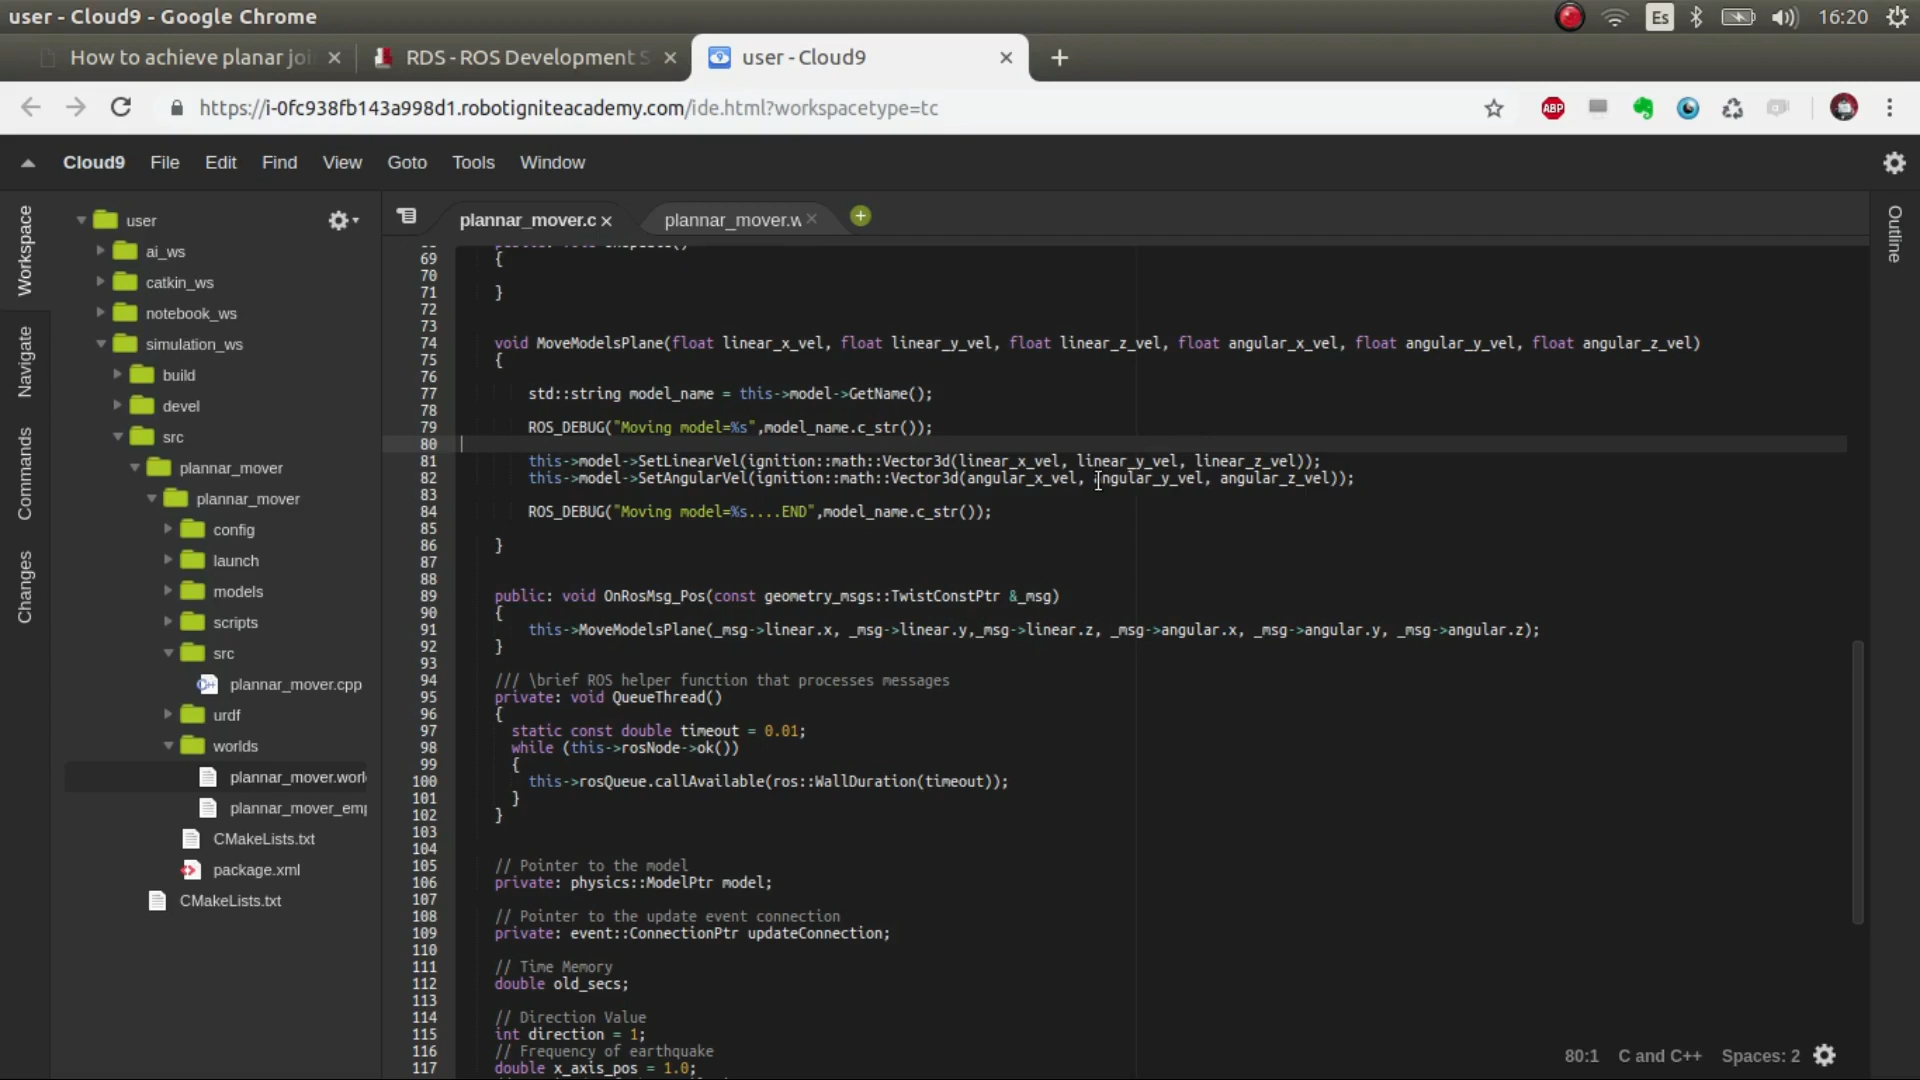 user - Cloud9 - Google Chrome
Es
16:20
How to achieve planar joi
RDS - ROS Development S
user - Cloud9
https://i-0fc938fb143a998d1.robotigniteacademy.com/ide.html?workspacetype=tc
ABP
Cloud9 File Edit Find View Goto Tools Window
Workspace
Navigate
Commands
Changes
Outline
user
ai_ws
catkin_ws
notebook_ws
simulation_ws
build
devel
src
plannar_mover
plannar_mover
config
launch
models
scripts
src
plannar_mover.cpp
urdf
worlds
plannar_mover.worl
plannar_mover_emp
CMakeLists.txt
package.xml
CMakeLists.txt
plannar_mover.c
plannar_mover.w
69 {
70
71 }
72
73
74 void MoveModelsPlane(float linear_x_vel, float linear_y_vel, float linear_z_vel, float angular_x_vel, float angular_y_vel, float angular_z_vel)
75 {
76
77 std::string model_name = this->model->GetName();
78
79 ROS_DEBUG("Moving model=%s",model_name.c_str());
80
81 this->model->SetLinearVel(ignition::math::Vector3d(linear_x_vel, linear_y_vel, linear_z_vel));
82 this->model->SetAngularVel(ignition::math::Vector3d(angular_x_vel, angular_y_vel, angular_z_vel));
83
84 ROS_DEBUG("Moving model=%s....END",model_name.c_str());
85
86 }
87
88
89 public: void OnRosMsg_Pos(const geometry_msgs::TwistConstPtr &_msg)
90 {
91 this->MoveModelsPlane(_msg->linear.x, _msg->linear.y,_msg->linear.z, _msg->angular.x, _msg->angular.y, _msg->angular.z);
92 }
93
94 /// \brief ROS helper function that processes messages
95 private: void QueueThread()
96 {
97 static const double timeout = 0.01;
98 while (this->rosNode->ok())
99 {
100 this->rosQueue.callAvailable(ros::WallDuration(timeout));
101 }
102 }
103
104
105 // Pointer to the model
106 private: physics::ModelPtr model;
107
108 // Pointer to the update event connection
109 private: event::ConnectionPtr updateConnection;
110
111 // Time Memory
112 double old_secs;
113
114 // Direction Value
115 int direction = 1;
116 // Frequency of earthquake
117 double x_axis_pos = 1.0;
80:1 C and C++ Spaces: 2